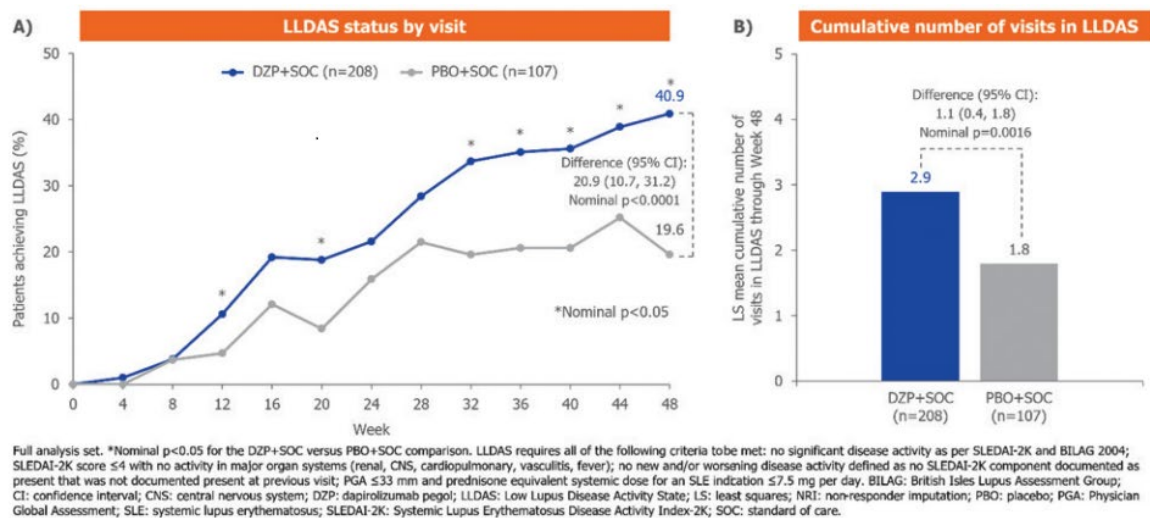 A)
LLDAS status by visit
50
40
30
20
10
0
Patients achieving LLDAS (%)
DZP+SOC (n=208)
PBO+SOC (n=107)
*
*
*
*
*
*
*
40.9
Difference (95% CI):
20.9 (10.7, 31.2)
Nominal p<0.0001
19.6
*Nominal p<0.05
0 4 8 12 16 20 24 28 32 36 40 44 48
Week
B)
Cumulative number of visits in LLDAS
5
4
3
2
1
0
LS mean cumulative number of
visits in LLDAS through Week 48
Difference (95% CI):
1.1 (0.4, 1.8)
Nominal p=0.0016
2.9
1.8
DZP+SOC
(n=208)
PBO+SOC
(n=107)
Full analysis set. *Nominal p<0.05 for the DZP+SOC versus PBO+SOC comparison. LLDAS requires all of the following criteria tobe met: no significant disease activity as per SLEDAI-2K and BILAG 2004;
SLEDAI-2K score ≤4 with no activity in major organ systems (renal, CNS, cardiopulmonary, vasculitis, fever); no new and/or worsening disease activity defined as no SLEDAI-2K component documented as
present that was not documented present at previous visit; PGA ≤33 mm and prednisone equivalent systemic dose for an SLE indication ≤7.5 mg per day. BILAG: British Isles Lupus Assessment Group;
CI: confidence interval; CNS: central nervous system; DZP: dapirolizumab pegol; LLDAS: Low Lupus Disease Activity State; LS: least squares; NRI: non-responder imputation; PBO: placebo; PGA: Physician
Global Assessment; SLE: systemic lupus erythematosus; SLEDAI-2K: Systemic Lupus Erythematosus Disease Activity Index-2K; SOC: standard of care.